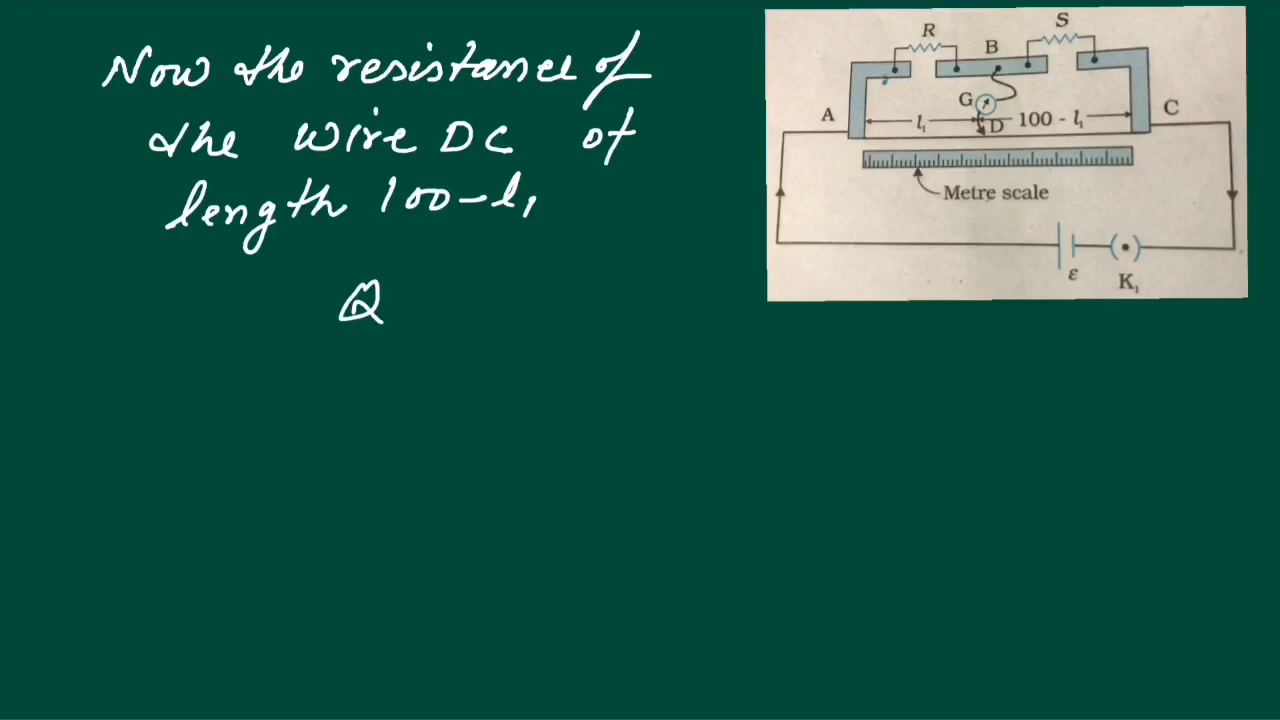 Now the resistance of
the wire DC of
length 100-l₁
Q
R
S
B
G
A
l₁
D
100 - l₁
C
Metre scale
ε
K₁